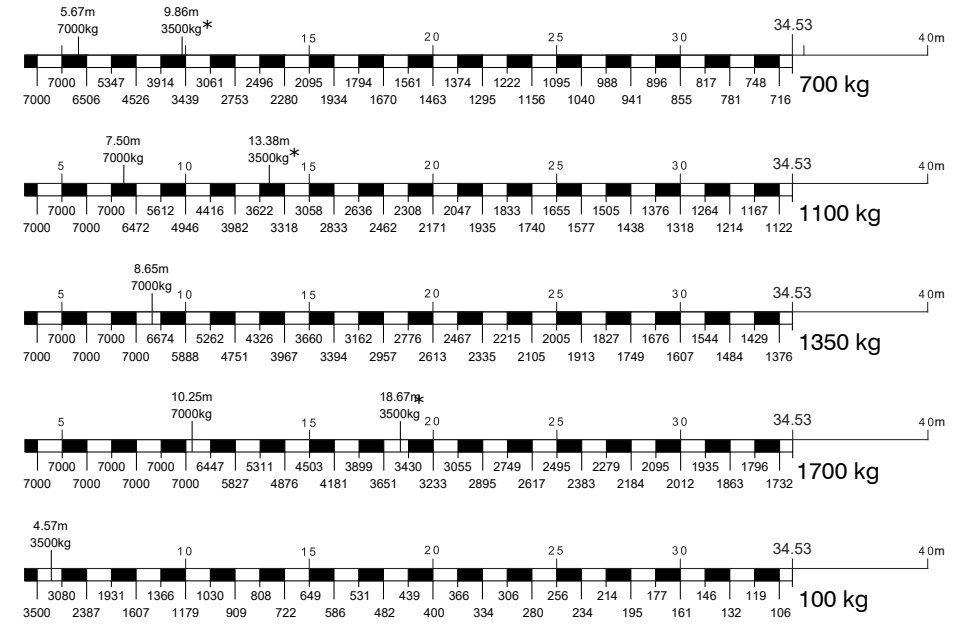 5.67m 9.86m
7000kg 3500kg*
15 20 25 30 34.53 40m
7000 5347 3914 3061 2496 2095 1794 1561 1374 1222 1095 988 896 817 748
7000 6506 4526 3439 2753 2280 1934 1670 1463 1295 1156 1040 941 855 781 716
700 kg
7.50m 13.38m
7000kg 3500kg*
5 10 15 20 25 30 34.53 40m
7000 7000 5612 4416 3622 3058 2636 2308 2047 1833 1655 1505 1376 1264 1167
7000 7000 6472 4946 3982 3318 2833 2462 2171 1935 1740 1577 1438 1318 1214 1122
1100 kg
8.65m
7000kg
5 10 15 20 25 30 34.53 40m
7000 7000 6674 5262 4326 3660 3162 2776 2467 2215 2005 1827 1676 1544 1429
7000 7000 7000 5888 4751 3967 3394 2957 2613 2335 2105 1913 1749 1607 1484 1376
1350 kg
10.25m 18.67m*
7000kg 3500kg
5 15 20 25 30 34.53 40m
7000 7000 7000 6447 5311 4503 3899 3430 3055 2749 2495 2279 2095 1935 1796
7000 7000 7000 7000 5827 4876 4181 3651 3233 2895 2617 2383 2184 2012 1863 1732
1700 kg
4.57m
3500kg
10 15 20 25 30 34.53 40m
3080 1931 1366 1030 808 649 531 439 366 306 256 214 177 146 119
3500 2387 1607 1179 909 722 586 482 400 334 280 234 195 161 132 106
100 kg